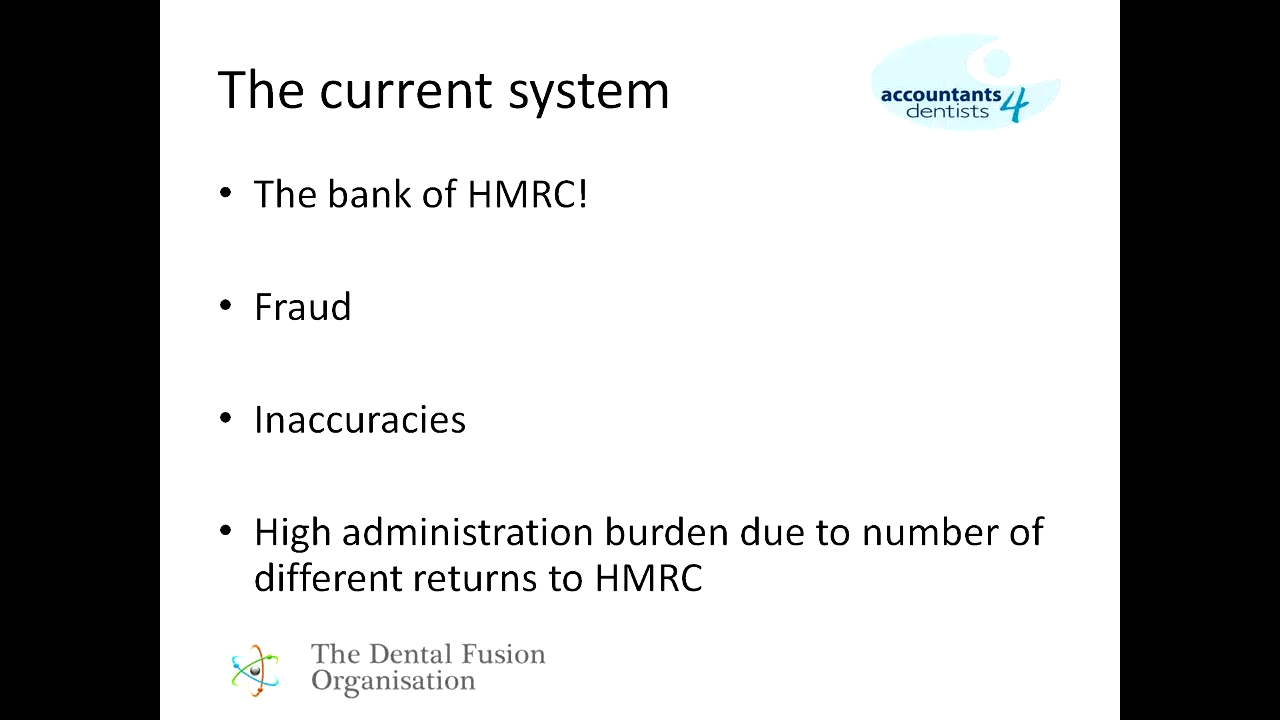 The current system
accountants 4
dentists
• The bank of HMRC!
• Fraud
• Inaccuracies
• High administration burden due to number of
different returns to HMRC
The Dental Fusion
Organisation